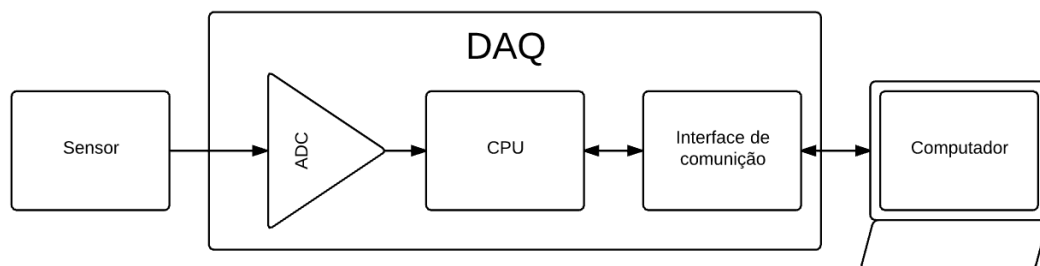 DAQ
Sensor
ADC
CPU
Interface de
comunição
Computador